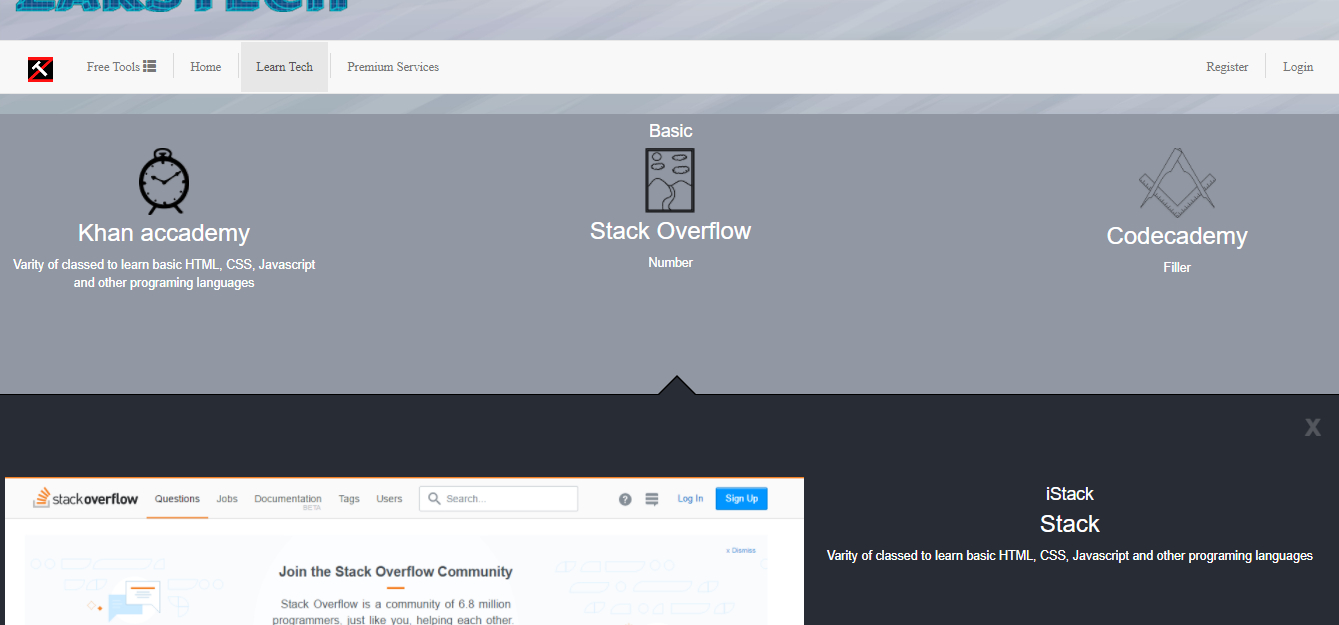 ZAKSTECH
Free Tools
Home
Learn Tech
Premium Services
Register
Login
Basic
Khan accademy
Varity of classed to learn basic HTML, CSS, Javascript
and other programing languages
Stack Overflow
Number
Codecademy
Filler
X
stackoverflow
Questions
Jobs
Documentation
BETA
Tags
Users
Search...
?
Log In
Sign Up
x Dismiss
Join the Stack Overflow Community
Stack Overflow is a community of 6.8 million
programmers, just like you, helping each other.
iStack
Stack
Varity of classed to learn basic HTML, CSS, Javascript and other programing languages